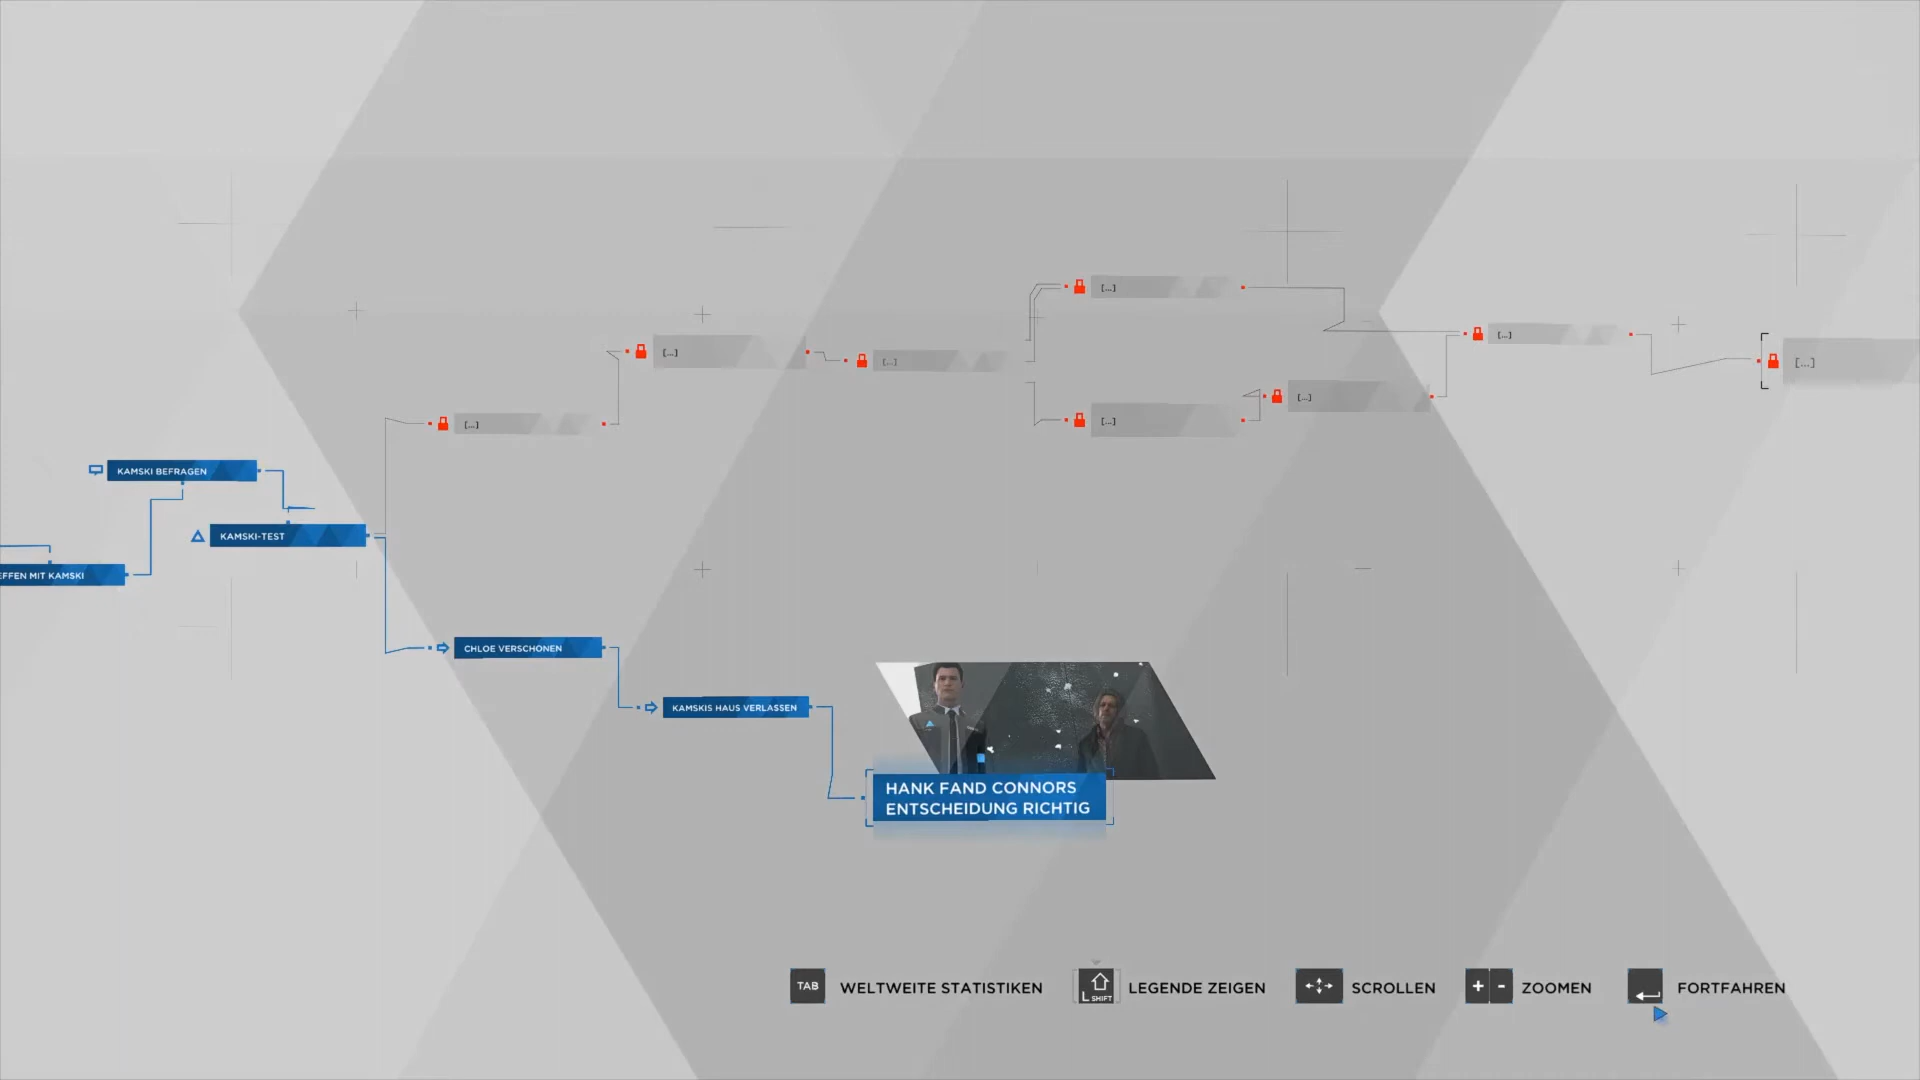 [...]
[...]
[...]
[...]
[...]
[...]
[...]
[...]
KAMSKI BEFRAGEN
KAMSKI-TEST
EFFEN MIT KAMSKI
CHLOE VERSCHONEN
KAMSKIS HAUS VERLASSEN
HANK FAND CONNORS
ENTSCHEIDUNG RICHTIG
TAB WELTWEITE STATISTIKEN
L SHIFT LEGENDE ZEIGEN
SCROLLEN
+ - ZOOMEN
FORTFAHREN